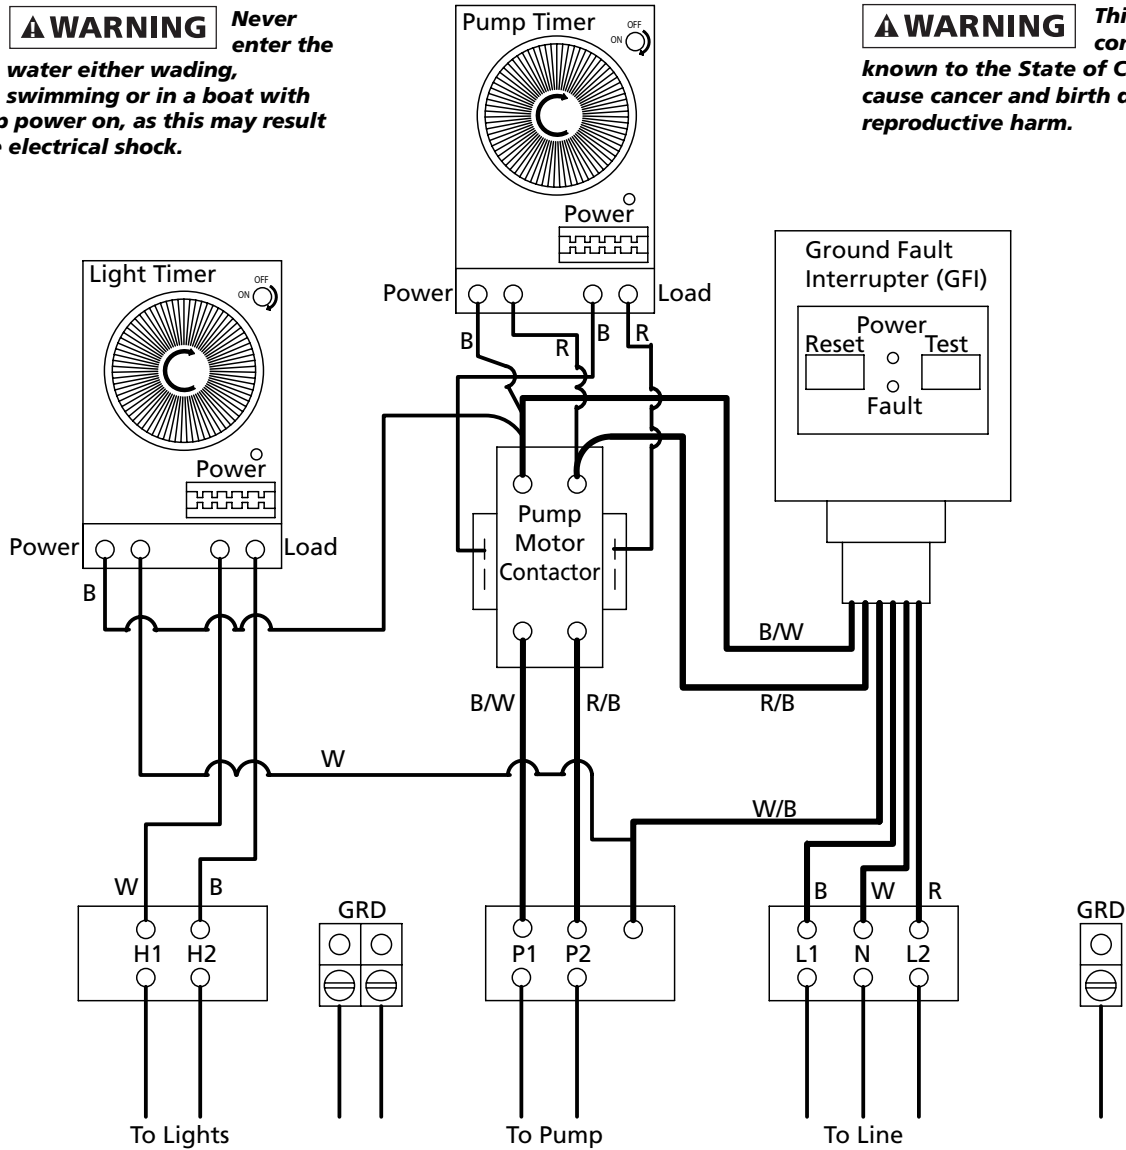 WARNING Never
enter the
water either wading,
swimming or in a boat with
power on, as this may result
electrical shock.
WARNING
known to the State of
cause cancer and birth
reproductive harm.
Pump Timer
OFF
ON
Power
Power
Load
B
R
B
R
Light Timer
OFF
ON
Power
Power
Load
B
Ground Fault
Interrupter (GFI)
Power
Reset
Test
Fault
Pump
Motor
Contactor
B/W
R/B
B/W
R/B
W
W/B
W
B
B
W
R
GRD
GRD
H1
H2
P1
P2
L1
N
L2
To Lights
To Pump
To Line